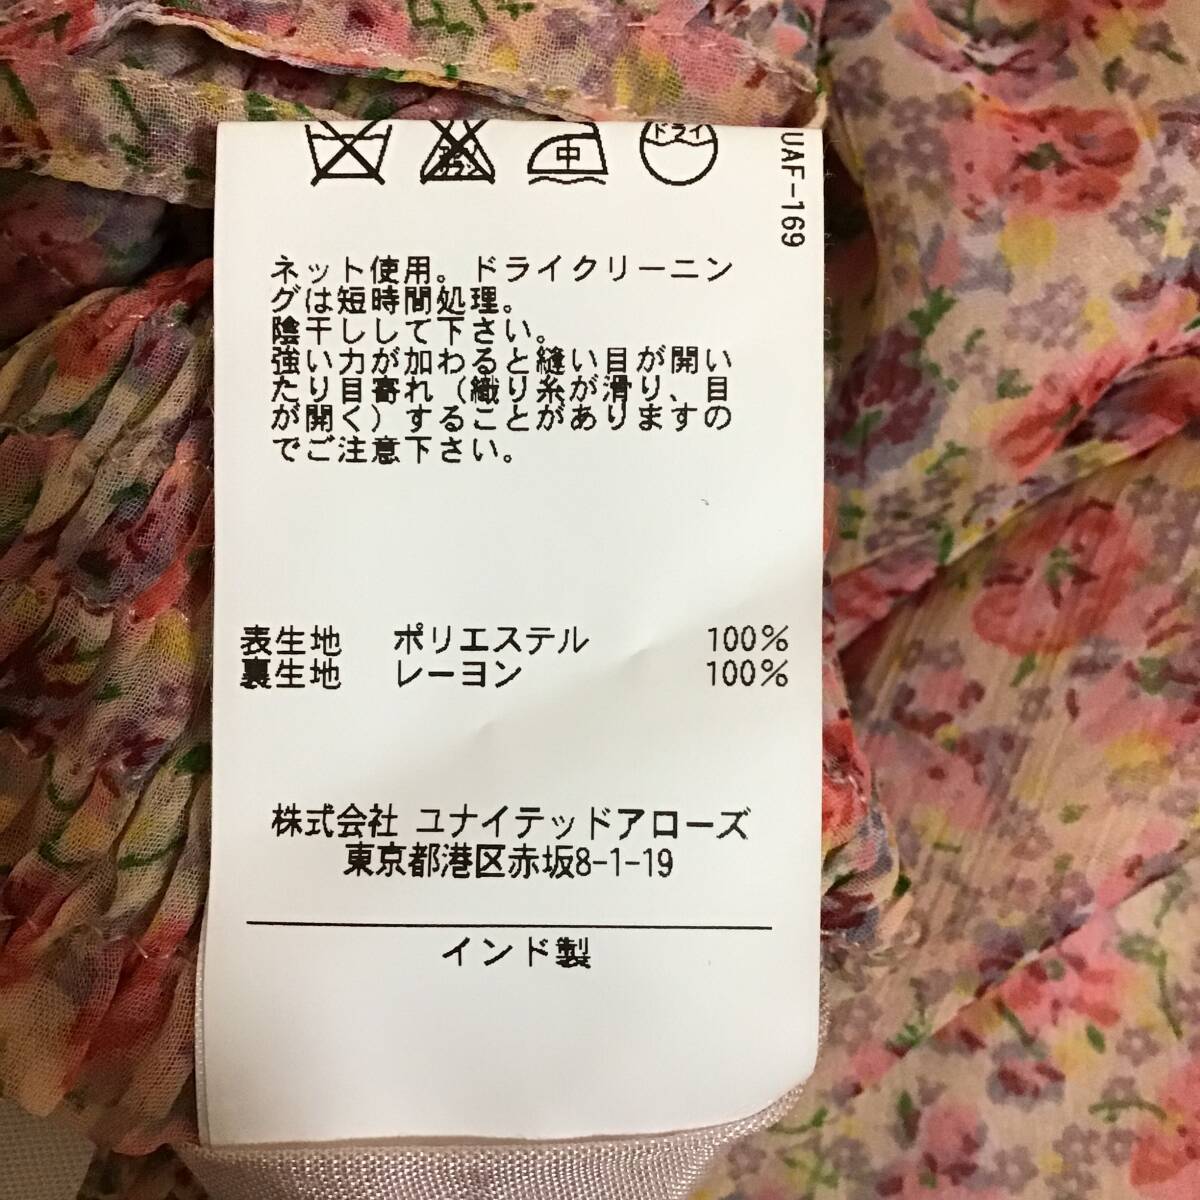 中
ドライ
UAF-169
ネット使用。ドライクリーニン
グは短時間処理。
陰干しして下さい。
強い力が加わると縫い目が開い
たり目寄れ（織り糸が滑り、目
が開く）することがありますの
でご注意下さい。
表生地 ポリエステル 100%
裏生地 レーヨン 100%
株式会社 ユナイテッドアローズ
東京都港区赤坂8-1-19
インド製